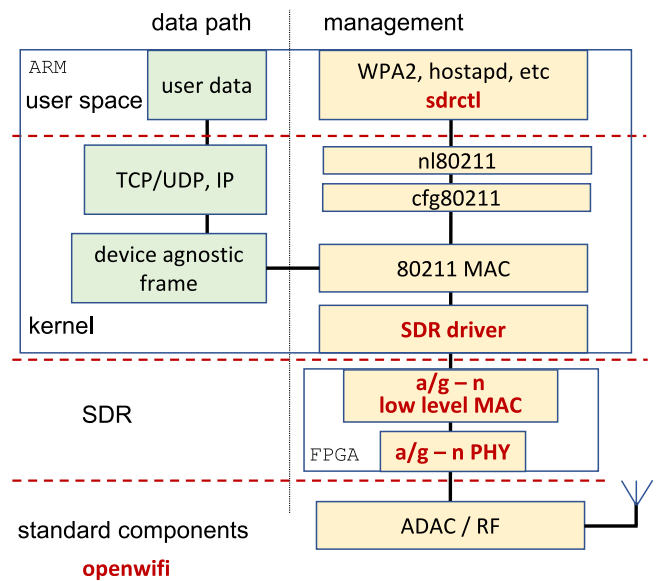 data path
management
ARM
user space
user data
WPA2, hostapd, etc
sdrctl
TCP/UDP, IP
nl80211
cfg80211
device agnostic
frame
80211 MAC
kernel
SDR driver
SDR
a/g – n
low level MAC
FPGA
a/g – n PHY
standard components
ADAC / RF
openwifi